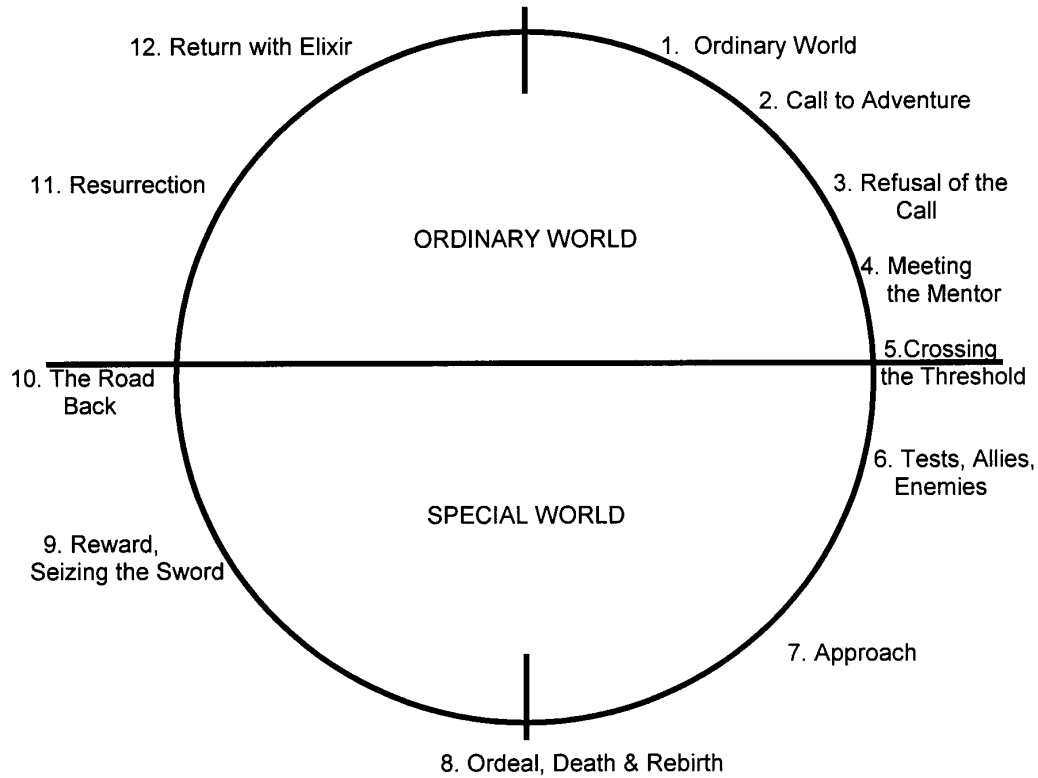 1. Ordinary World
2. Call to Adventure
3. Refusal of the
Call
4. Meeting
the Mentor
5.Crossing
the Threshold
6. Tests, Allies,
Enemies
7. Approach
8. Ordeal, Death & Rebirth
9. Reward,
Seizing the Sword
10. The Road
Back
11. Resurrection
12. Return with Elixir
ORDINARY WORLD
SPECIAL WORLD